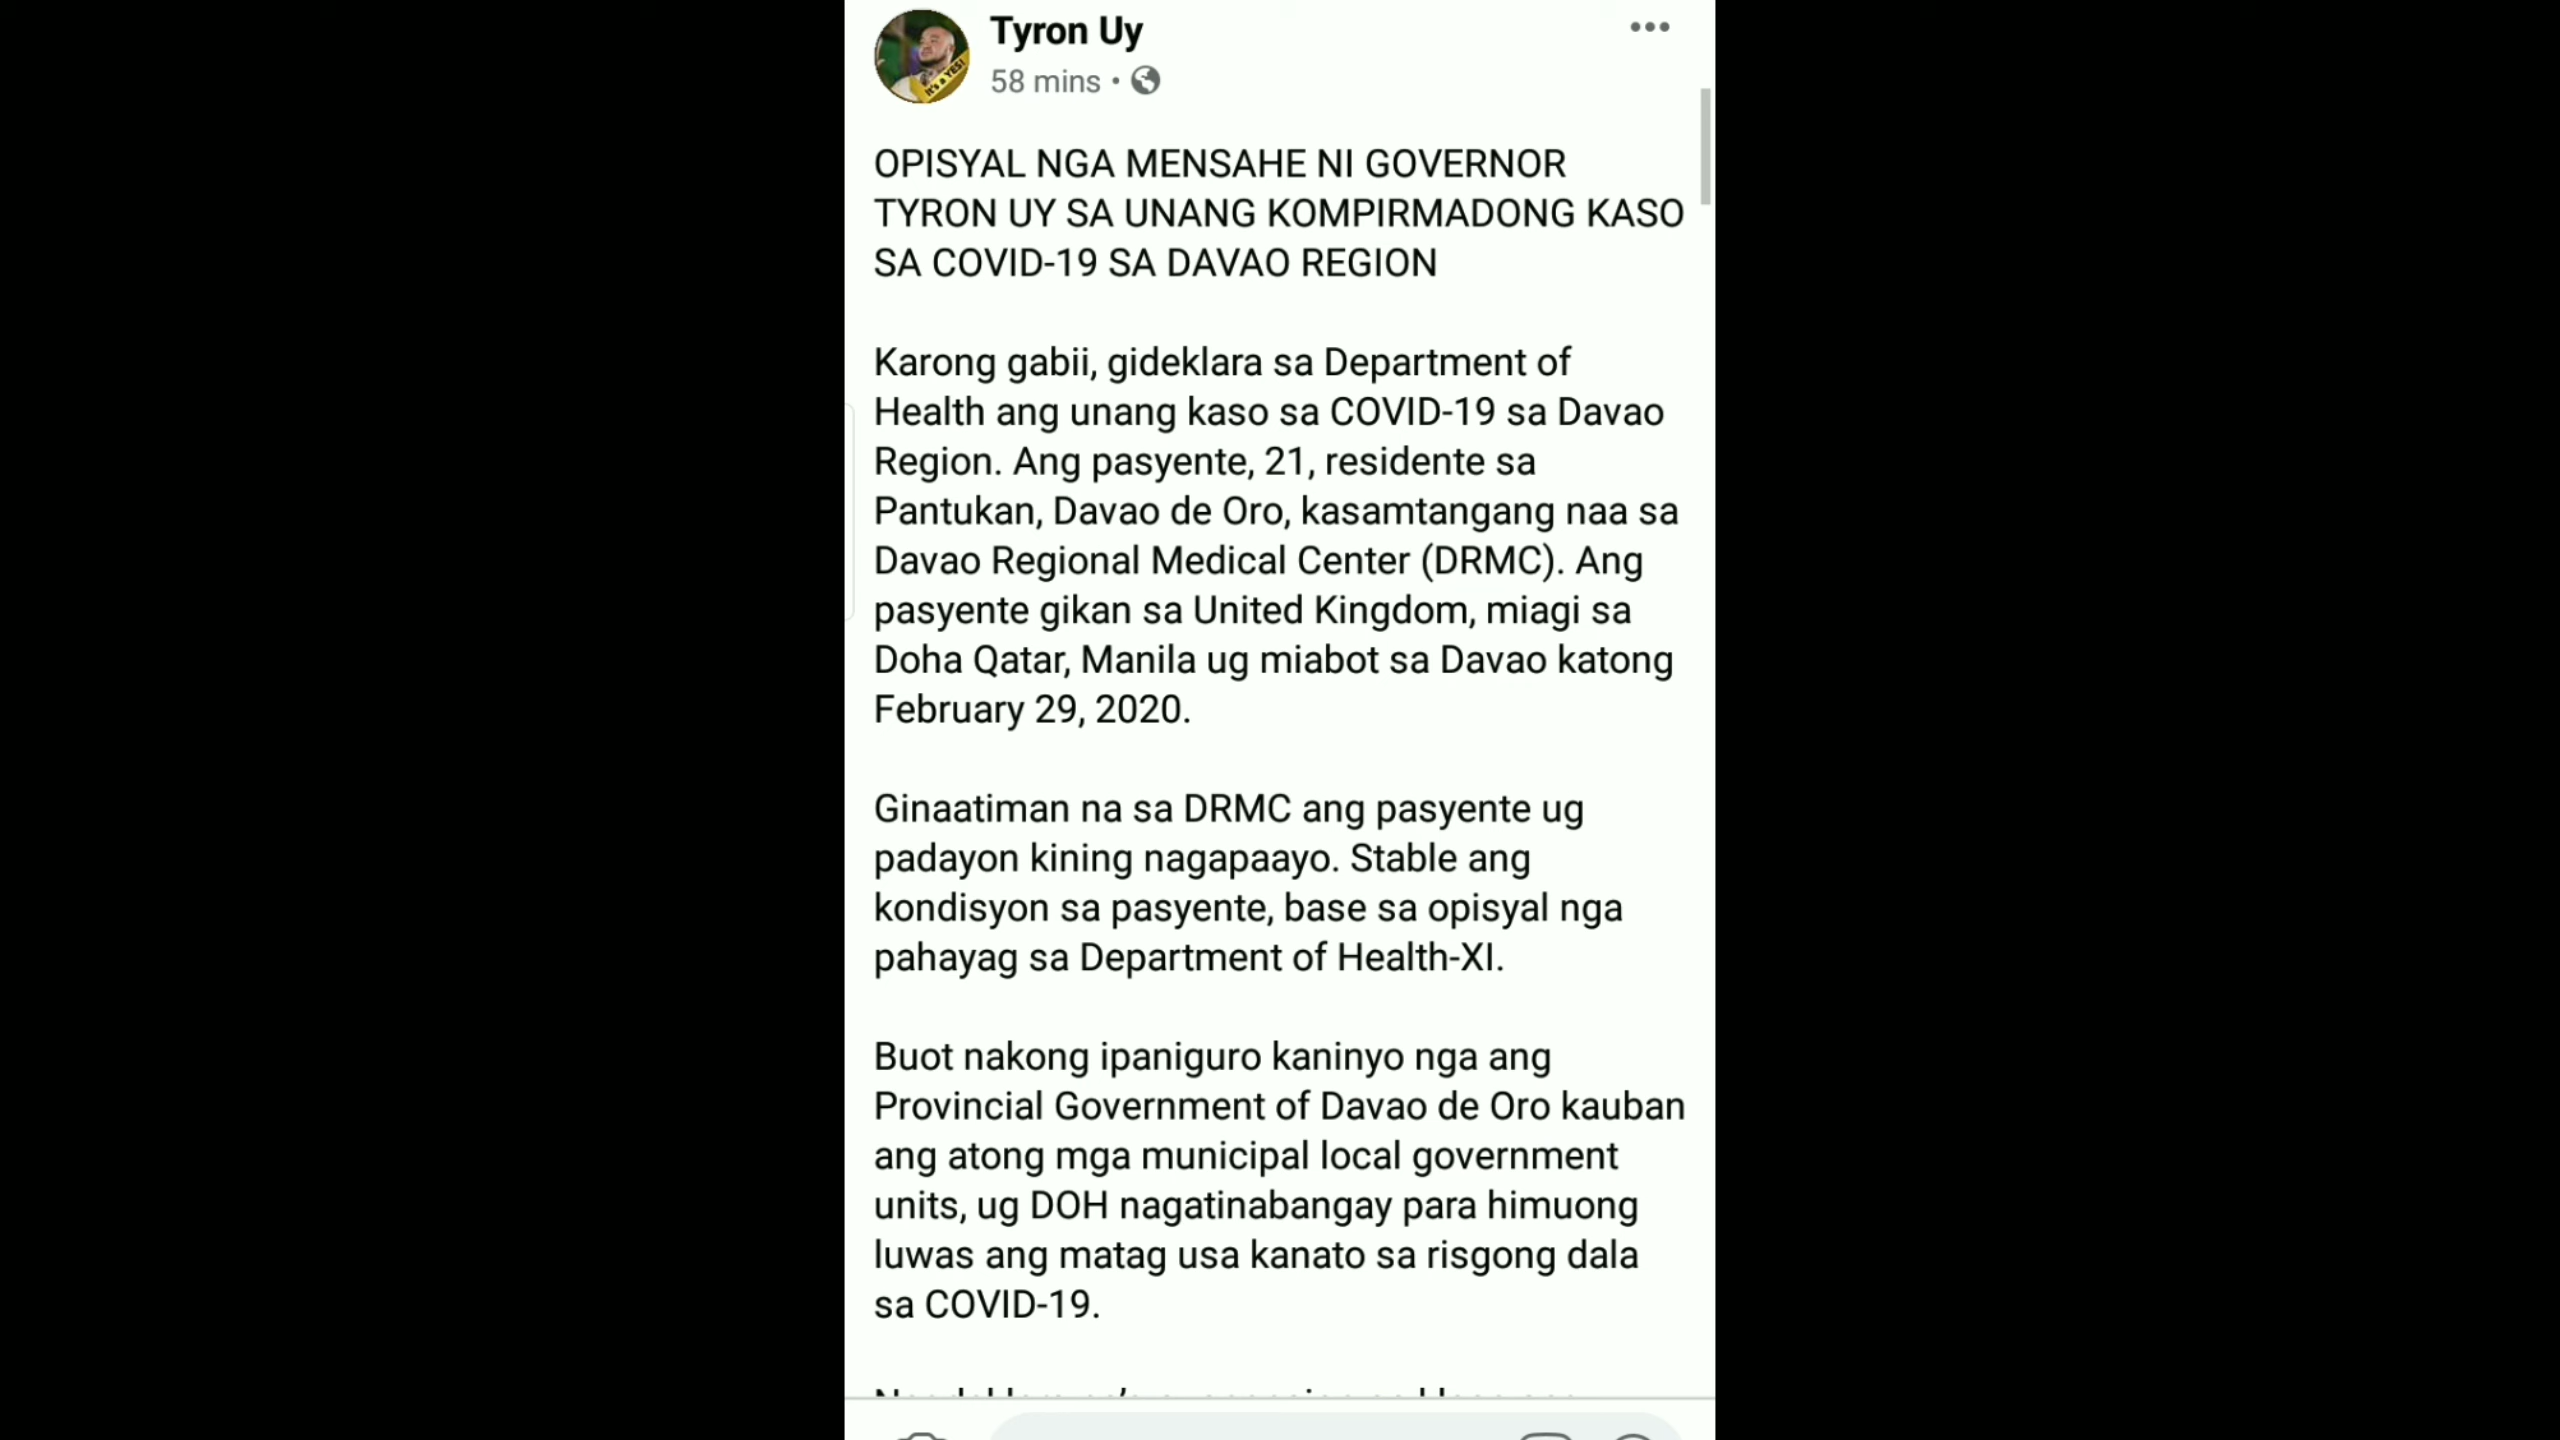 Tyron Uy
58 mins •
It's a YES!
OPISYAL NGA MENSAHE NI GOVERNOR
TYRON UY SA UNANG KOMPIRMADONG KASO
SA COVID-19 SA DAVAO REGION
Karong gabii, gideklara sa Department of
Health ang unang kaso sa COVID-19 sa Davao
Region. Ang pasyente, 21, residente sa
Pantukan, Davao de Oro, kasamtangang naa sa
Davao Regional Medical Center (DRMC). Ang
pasyente gikan sa United Kingdom, miagi sa
Doha Qatar, Manila ug miabot sa Davao katong
February 29, 2020.
Ginaatiman na sa DRMC ang pasyente ug
padayon kining nagapaayo. Stable ang
kondisyon sa pasyente, base sa opisyal nga
pahayag sa Department of Health-XI.
Buot nakong ipaniguro kaninyo nga ang
Provincial Government of Davao de Oro kauban
ang atong mga municipal local government
units, ug DOH nagatinabangay para himuong
luwas ang matag usa kanato sa risgong dala
sa COVID-19.